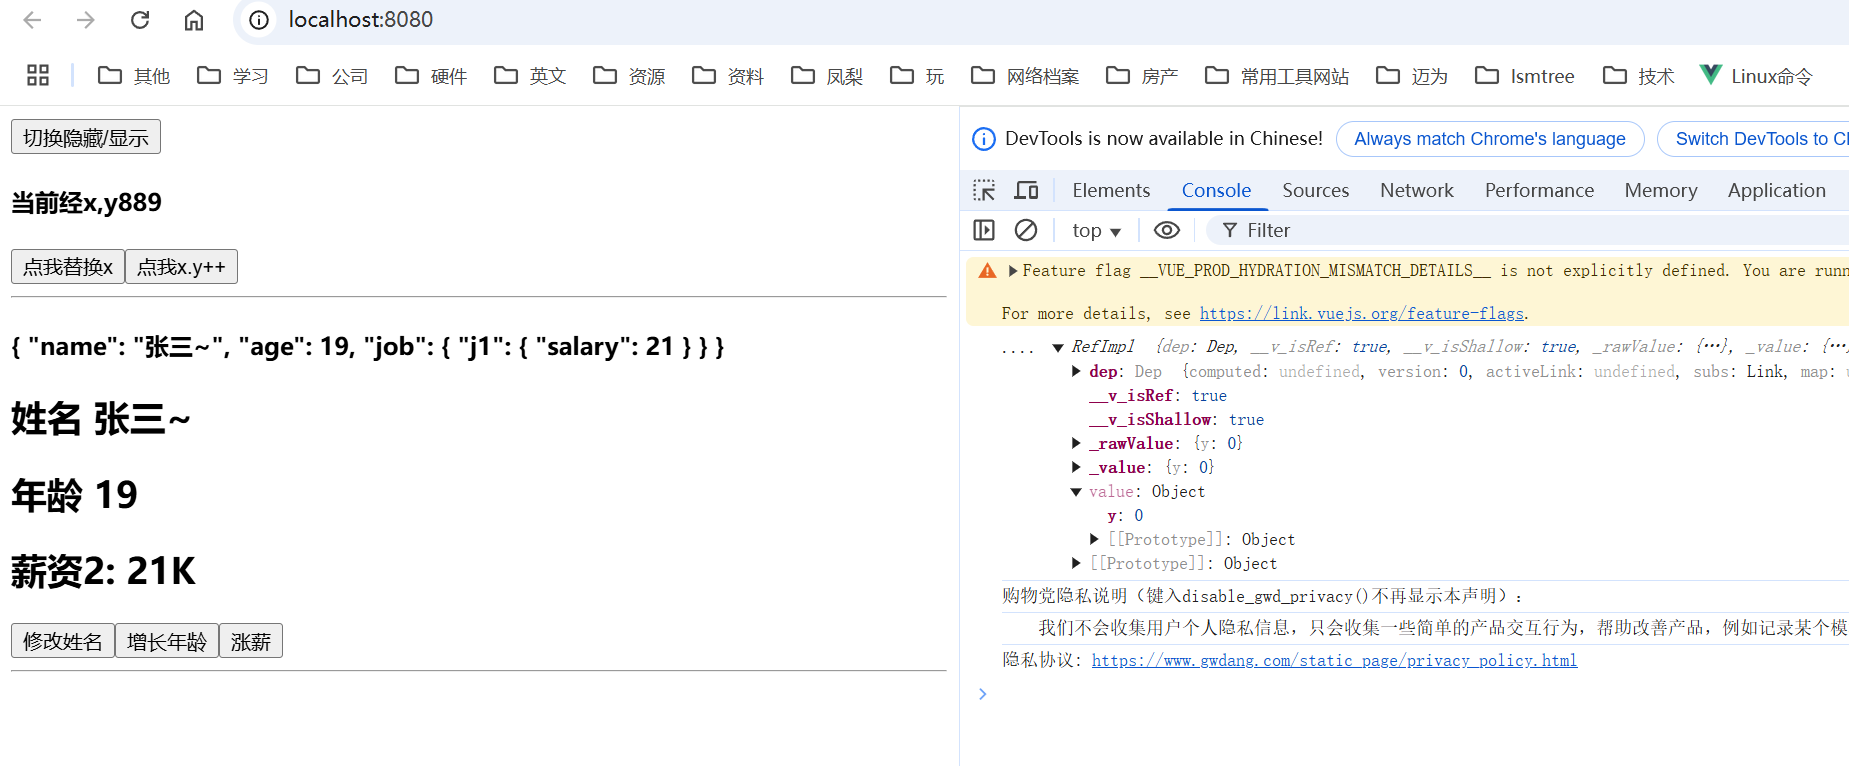 localhost:8080
其他 学习 公司 硬件 英文 资源 资料 凤梨 玩 网络档案 房产 常用工具网站 迈为 lsmtree 技术 Linux命令
切换隐藏/显示
当前经x,y889
点我替换x 点我x.y++
{ "name": "张三~", "age": 19, "job": { "j1": { "salary": 21 } } }
姓名 张三~
年龄 19
薪资2: 21K
修改姓名 增长年龄 涨薪
DevTools is now available in Chinese! Always match Chrome's language Switch DevTools to
Elements Console Sources Network Performance Memory Application
top Filter
Feature flag __VUE_PROD_HYDRATION_MISMATCH_DETAILS__ is not explicitly defined. You are
For more details, see https://link.vuejs.org/feature-flags.
.... RefImpl {dep: Dep, __v_isRef: true, __v_isShallow: true, _rawValue: {…}, _value: {…}
dep: Dep {computed: undefined, version: 0, activeLink: undefined, subs: Link, map:
__v_isRef: true
__v_isShallow: true
_rawValue: {y: 0}
_value: {y: 0}
value: Object
y: 0
[[Prototype]]: Object
[[Prototype]]: Object
购物党隐私说明（键入disable_gwd_privacy()不再显示本声明）：
我们不会收集用户个人隐私信息，只会收集一些简单的产品交互行为，帮助改善产品，例如记录某个模
隐私协议: https://www.gwdang.com/static_page/privacy_policy.html